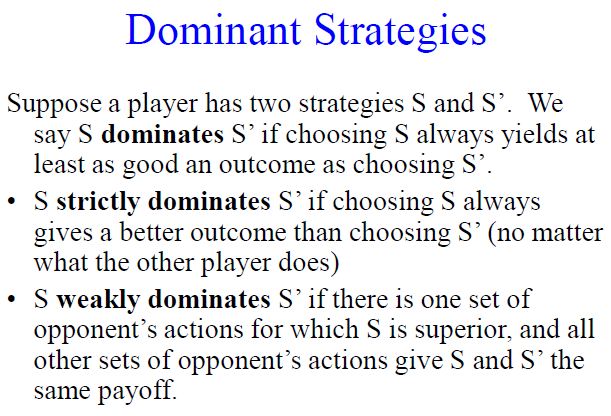 Dominant Strategies
Suppose a player has two strategies S and S’. We
say S dominates S’ if choosing S always yields at
least as good an outcome as choosing S’.
• S strictly dominates S’ if choosing S always
gives a better outcome than choosing S’ (no matter
what the other player does)
• S weakly dominates S’ if there is one set of
opponent’s actions for which S is superior, and all
other sets of opponent’s actions give S and S’ the
same payoff.